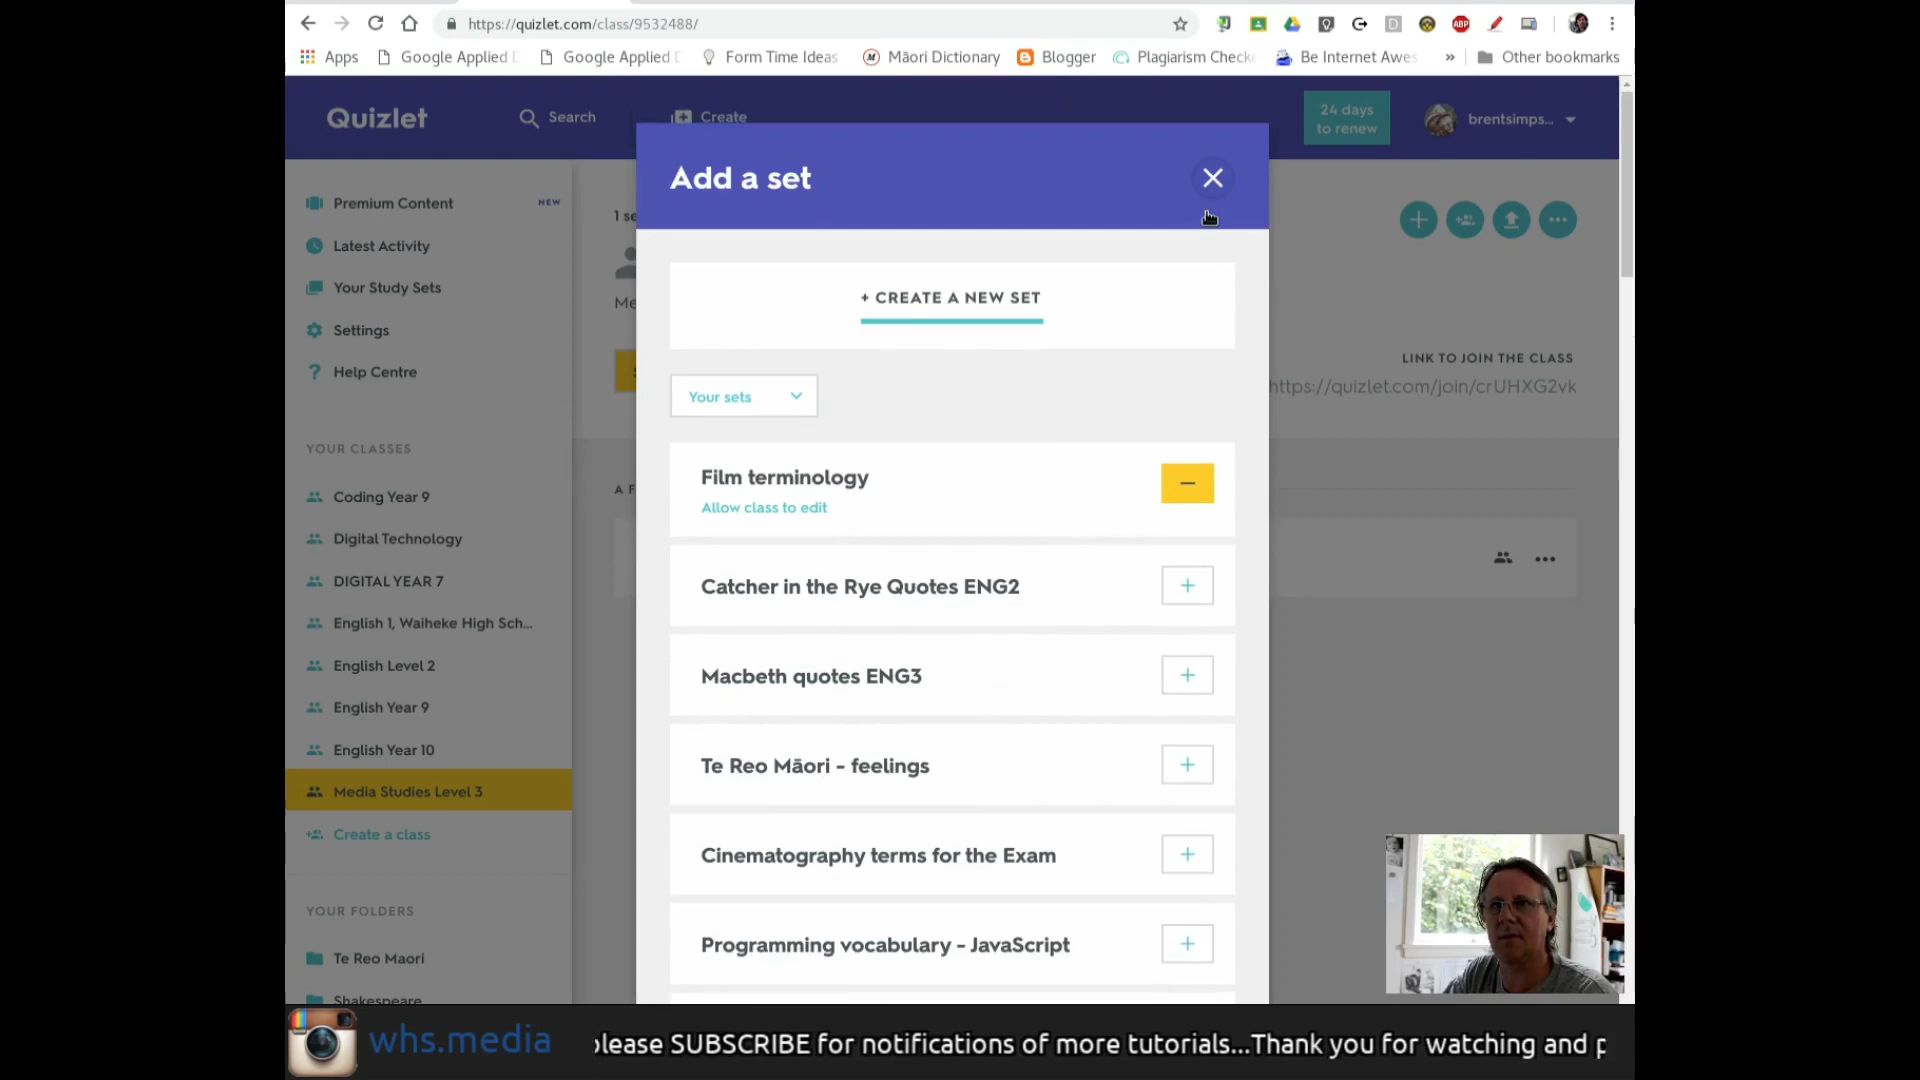 https://quizlet.com/class/9532488/
ABP
Apps
Google Applied D
Google Applied D
Form Time Ideas
Māori Dictionary
Blogger
Plagiarism Checke
Be Internet Awes
»
Other bookmarks
Quizlet
Search
Create
24 days
to renew
brentsimps...
Premium Content
NEW
Latest Activity
Your Study Sets
Settings
Help Centre
YOUR CLASSES
Coding Year 9
Digital Technology
DIGITAL YEAR 7
English 1, Waiheke High Sch...
English Level 2
English Year 9
English Year 10
Media Studies Level 3
Create a class
YOUR FOLDERS
Te Reo Maori
Shakespeare
1 se
Me
A F
Add a set
+ CREATE A NEW SET
Your sets
Film terminology
Allow class to edit
Catcher in the Rye Quotes ENG2
Macbeth quotes ENG3
Te Reo Māori - feelings
Cinematography terms for the Exam
Programming vocabulary - JavaScript
LINK TO JOIN THE CLASS
https://quizlet.com/join/crUHXG2vk
whs.media
please SUBSCRIBE for notifications of more tutorials...Thank you for watching and p